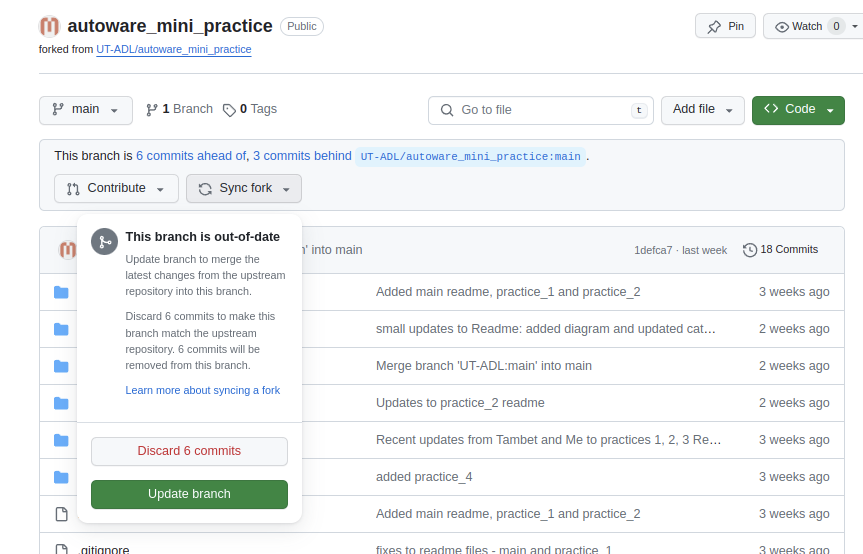 autoware_mini_practice Public Pin Watch 0
forked from UT-ADL/autoware_mini_practice
main 1 Branch 0 Tags Go to file t Add file Code
This branch is 6 commits ahead of, 3 commits behind UT-ADL/autoware_mini_practice:main .
Contribute Sync fork
This branch is out-of-date
Update branch to merge the
latest changes from the upstream
repository into this branch.
Discard 6 commits to make this
branch match the upstream
repository. 6 commits will be
removed from this branch.
Learn more about syncing a fork
Discard 6 commits
Update branch
' into main 1defca7 · last week 18 Commits
Added main readme, practice_1 and practice_2 3 weeks ago
small updates to Readme: added diagram and updated cat… 2 weeks ago
Merge branch 'UT-ADL:main' into main 2 weeks ago
Updates to practice_2 readme 2 weeks ago
Recent updates from Tambet and Me to practices 1, 2, 3 Re… 3 weeks ago
added practice_4 3 weeks ago
Added main readme, practice_1 and practice_2 3 weeks ago
.gitignore fixes to readme files - main and practice_1 3 weeks ago